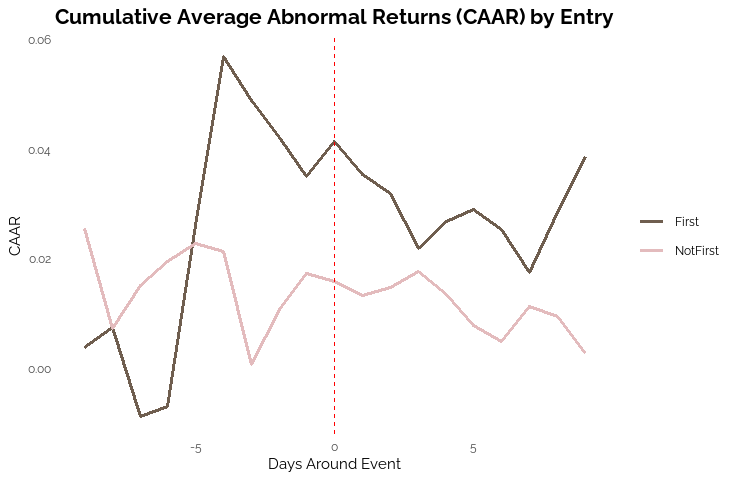 Cumulative Average Abnormal Returns (CAAR) by Entry
0.06
0.04
0.02
0.00
CAAR
-5
0
5
Days Around Event
First
NotFirst